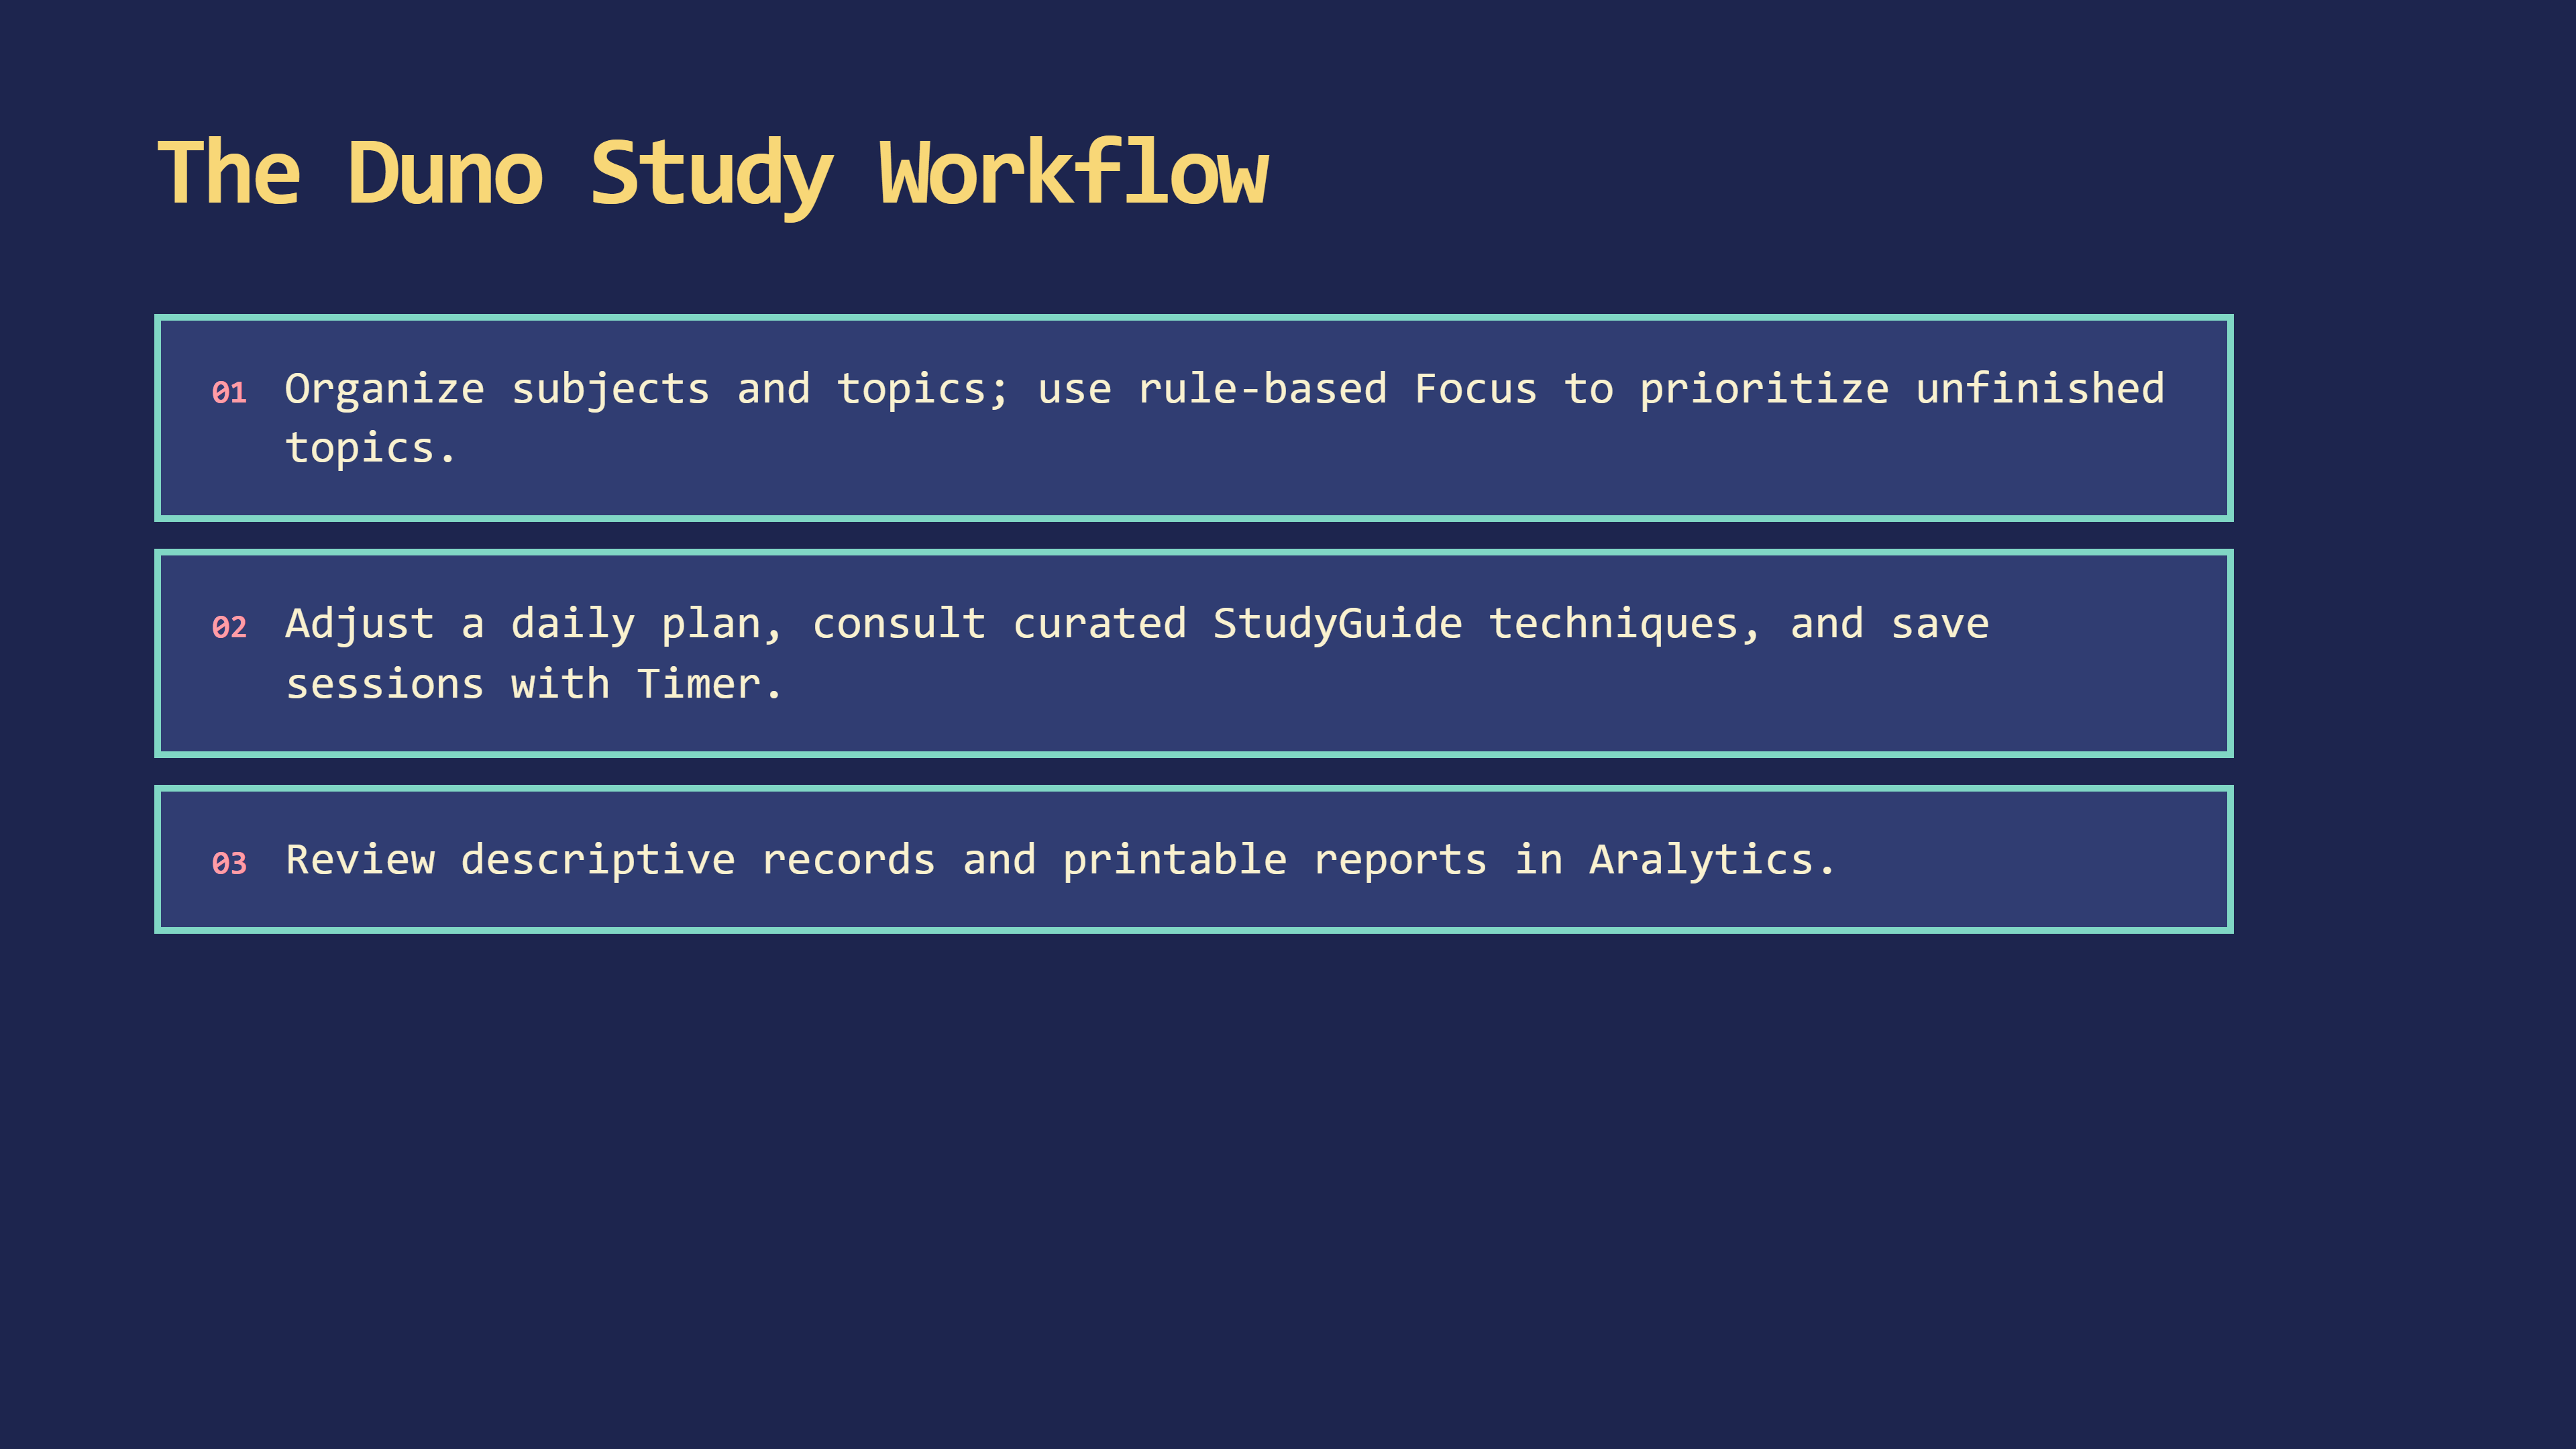 The Duno Study Workflow
01 Organize subjects and topics; use rule-based Focus to prioritize unfinished
topics.
02 Adjust a daily plan, consult curated StudyGuide techniques, and save
sessions with Timer.
03 Review descriptive records and printable reports in Aralytics.